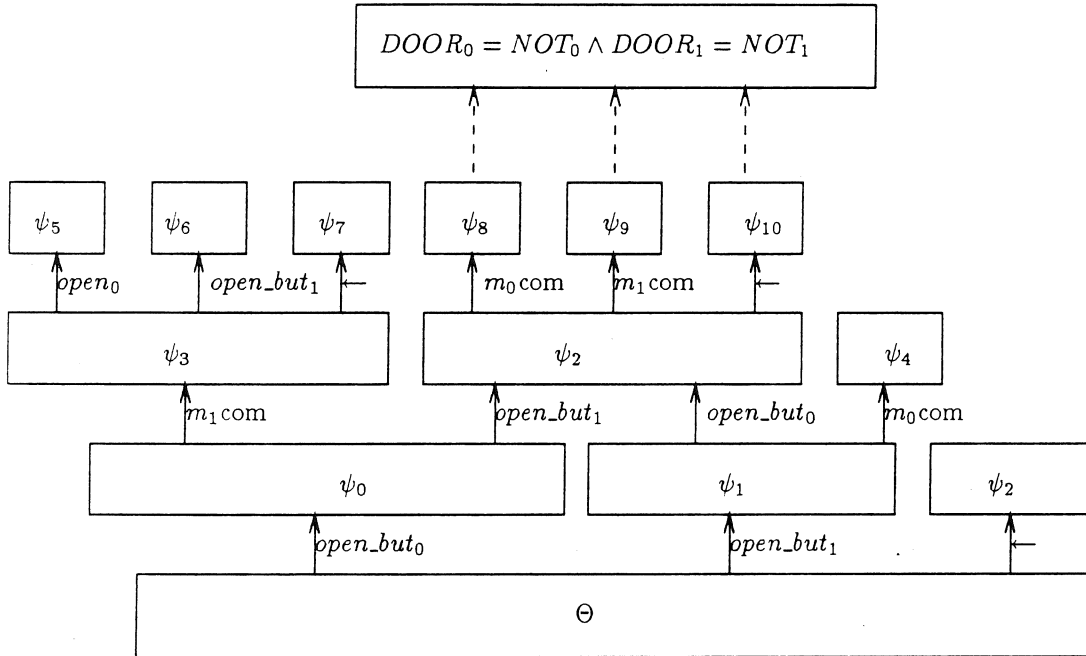 DOOR₀ = NOT₀ ∧ DOOR₁ = NOT₁
ψ₅ ψ₆ ψ₇ ψ₈ ψ₉ ψ₁₀
open₀ open_but₁ ← m₀com m₁com ←
ψ₃ ψ₂ ψ₄
m₁com open_but₁ open_but₀ m₀com
ψ₀ ψ₁ ψ₂
open_but₀ open_but₁ ←
Θ